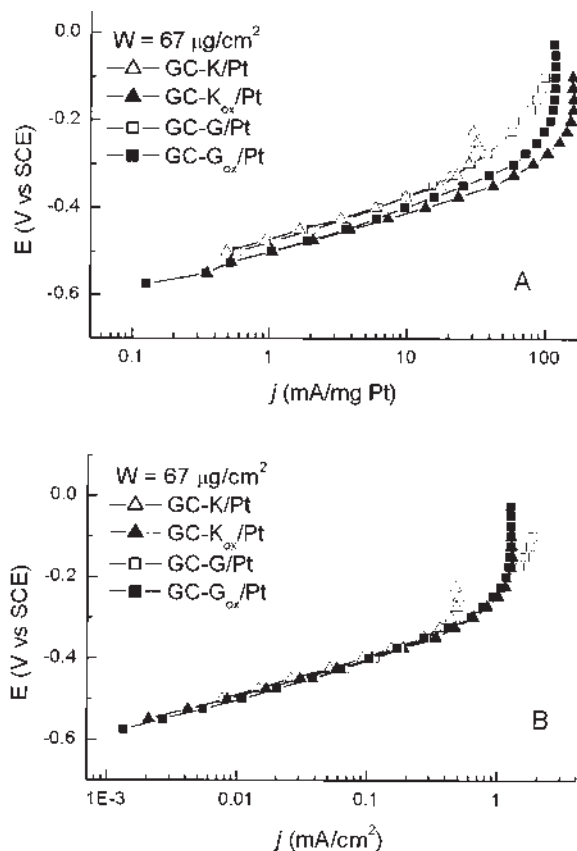 0.0
W = 67 μg/cm²
GC-K/Pt
GC-Kox/Pt
GC-G/Pt
GC-Gox/Pt
-0.2
-0.4
-0.6
E (V vs SCE)
A
0.1 1 10 100
j (mA/mg Pt)
W = 67 μg/cm²
0.0
GC-K/Pt
GC-Kox/Pt
GC-G/Pt
GC-Gox/Pt
-0.2
-0.4
-0.6
E (V vs SCE)
B
1E-3 0.01 0.1 1
j (mA/cm²)